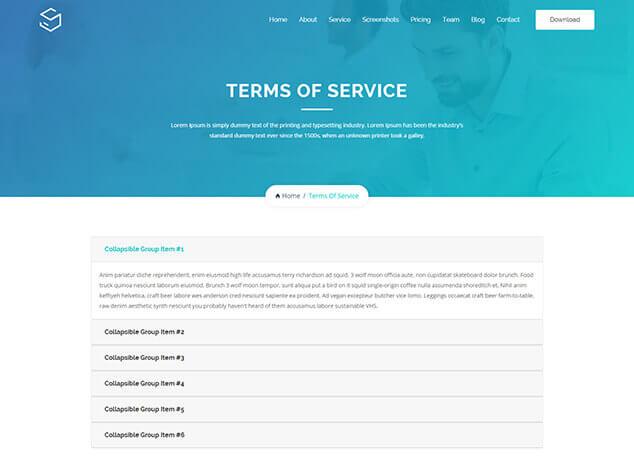 Home About Service Screenshots Pricing Team Blog Contact Download
TERMS OF SERVICE
Lorem Ipsum is simply dummy text of the printing and typesetting industry. Lorem Ipsum has been the industry's
standard dummy text ever since the 1500s, when an unknown printer took a galley.
Home / Terms Of Service
Collapsible Group Item #1
Anim pariatur cliche reprehenderit, enim eiusmod high life accusamus terry richardson ad squid. 3 wolf moon officia aute, non cupidatat skateboard dolor brunch. Food
truck quinoa nesciunt laborum eiusmod. Brunch 3 wolf moon tempor, sunt aliqua put a bird on it squid single-origin coffee nulla assumenda shoreditch et. Nihil anim
keffiyeh helvetica, craft beer labore wes anderson cred nesciunt sapiente ea proident. Ad vegan excepteur butcher vice lomo. Leggings occaecat craft beer farm-to-table,
raw denim aesthetic synth nesciunt you probably haven't heard of them accusamus labore sustainable VHS.
Collapsible Group Item #2
Collapsible Group Item #3
Collapsible Group Item #4
Collapsible Group Item #5
Collapsible Group Item #6